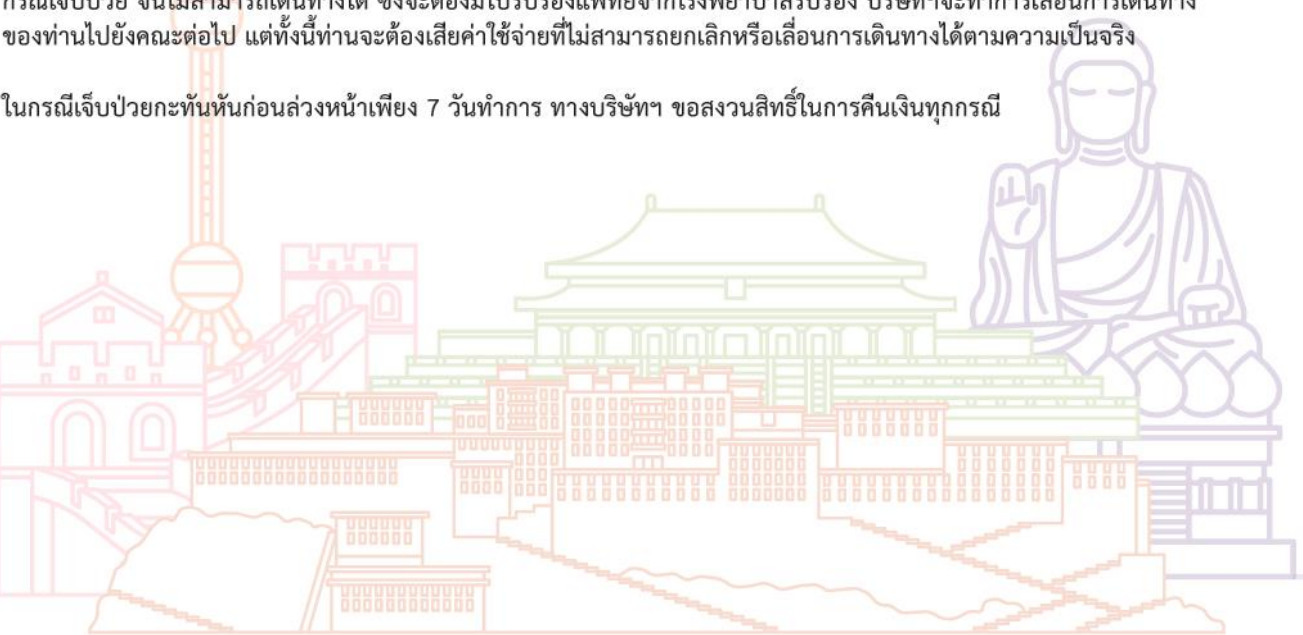 กรณีเจ็บป่วย จนไม่สามารถเดินทางได้ ซึ่งจะต้องมีใบรับรองแพทย์จากโรงพยาบาลรับรอง บริษัทฯจะทำการเลื่อนการเดินทาง
ของท่านไปยังคณะต่อไป แต่ทั้งนี้ท่านจะต้องเสียค่าใช้จ่ายที่ไม่สามารถยกเลิกหรือเลื่อนการเดินทางได้ตามความเป็นจริง
ในกรณีเจ็บป่วยกะทันหันก่อนล่วงหน้าเพียง 7 วันทำการ ทางบริษัทฯ ขอสงวนสิทธิ์ในการคืนเงินทุกกรณี